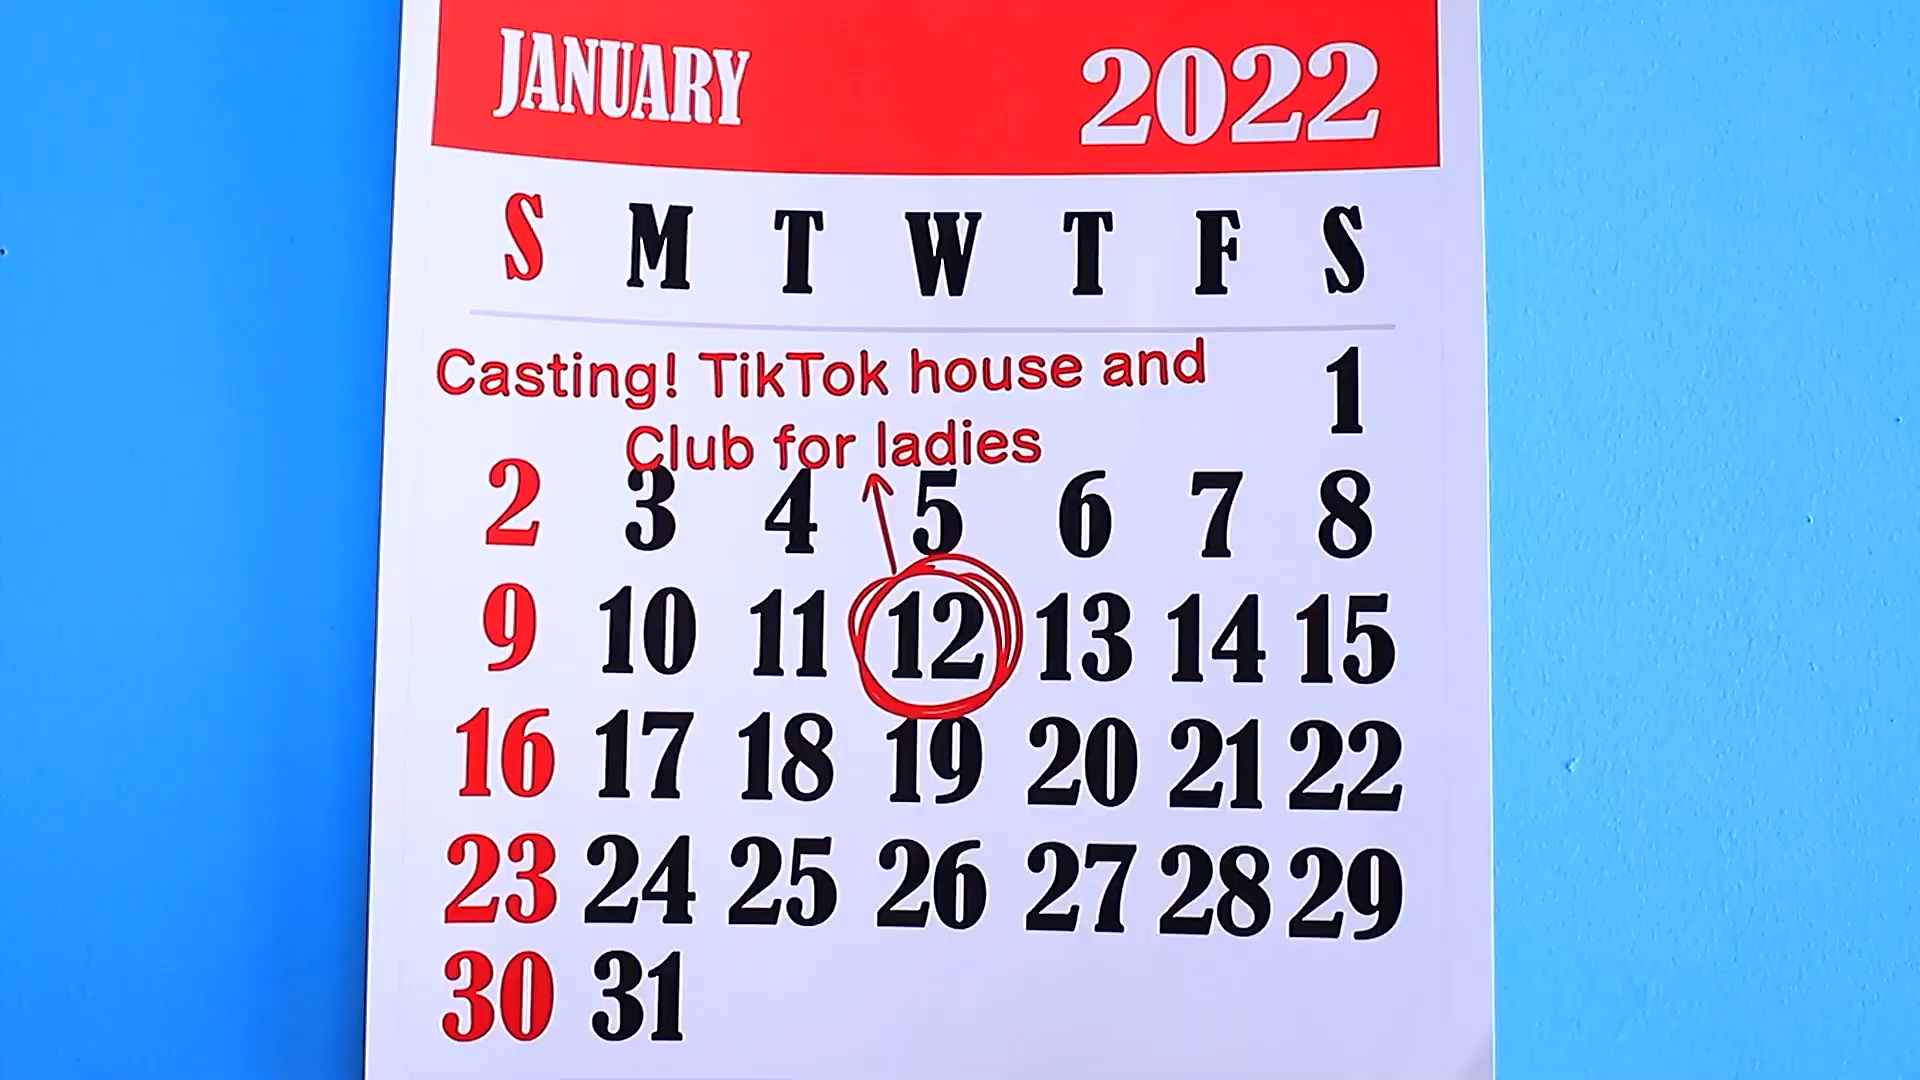 JANUARY 2022
S M T W T F S
Casting! TikTok house and
Club for ladies
1
2 3 4 5 6 7 8
9 10 11 12 13 14 15
16 17 18 19 20 21 22
23 24 25 26 27 28 29
30 31